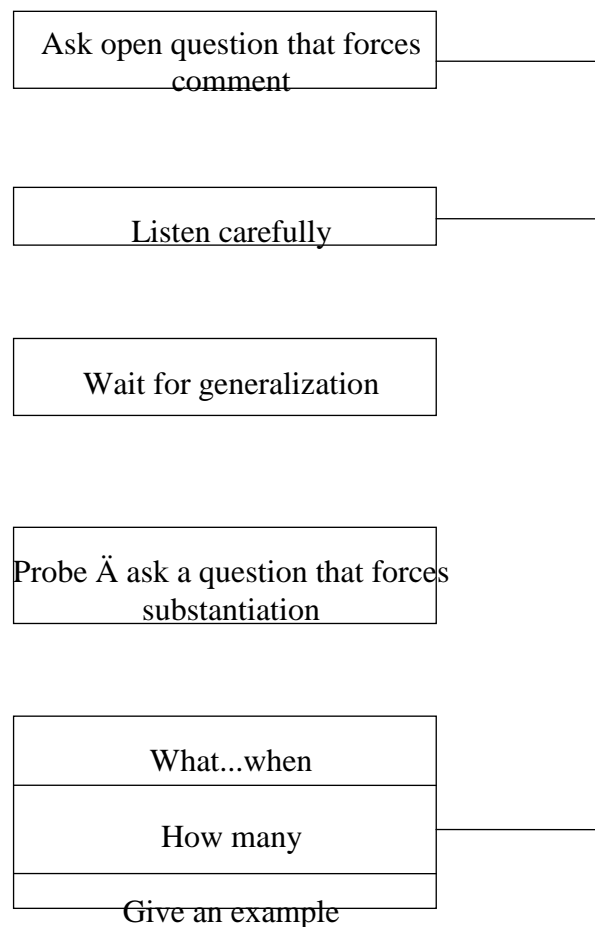 Ask open question that forces
comment
Listen carefully
Wait for generalization
Probe Ä ask a question that forces
substantiation
What...when
How many
Give an example